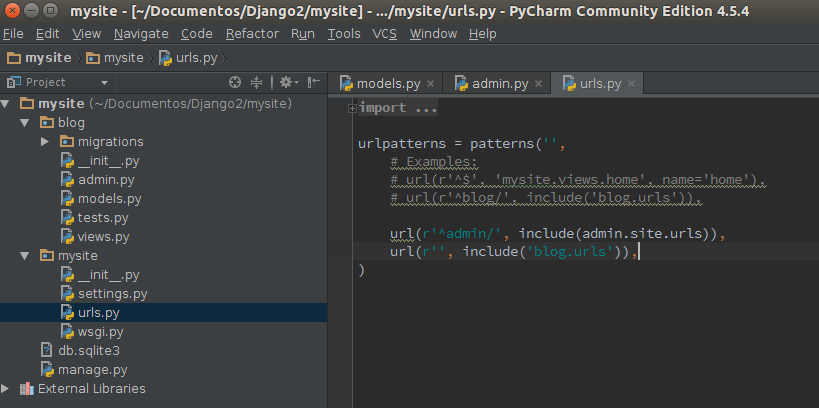 mysite - [~/Documentos/Django2/mysite] - .../mysite/urls.py - PyCharm Community Edition 4.5.4
File Edit View Navigate Code Refactor Run Tools VCS Window Help
mysite mysite urls.py
Project
models.py admin.py urls.py
mysite (~/Documentos/Django2/mysite)
blog
migrations
__init__.py
admin.py
models.py
tests.py
views.py
mysite
__init__.py
settings.py
urls.py
wsgi.py
db.sqlite3
manage.py
External Libraries
import ...
urlpatterns = patterns('',
# Examples:
# url(r'^$', 'mysite.views.home', name='home'),
# url(r'^blog/', include('blog.urls')),
url(r'^admin/', include(admin.site.urls)),
url(r'', include('blog.urls')),
)